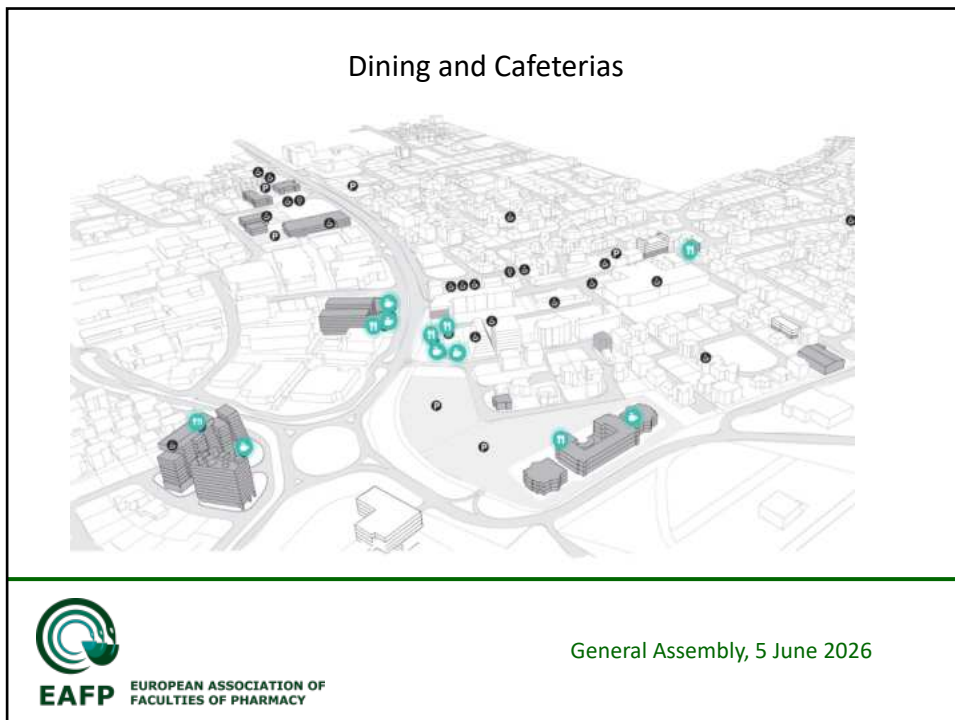 Dining and Cafeterias
P
P
P
P
P
P
General Assembly, 5 June 2026
EAFP
EUROPEAN ASSOCIATION OF
FACULTIES OF PHARMACY